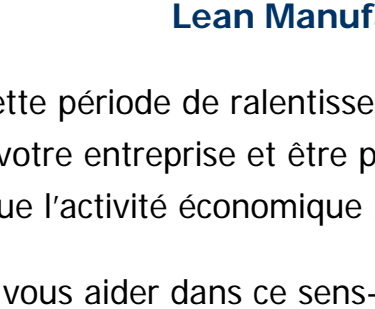 Lean Manuf
ette période de ralentisse
votre entreprise et être p
ue l'activité économique
vous aider dans ce sens-